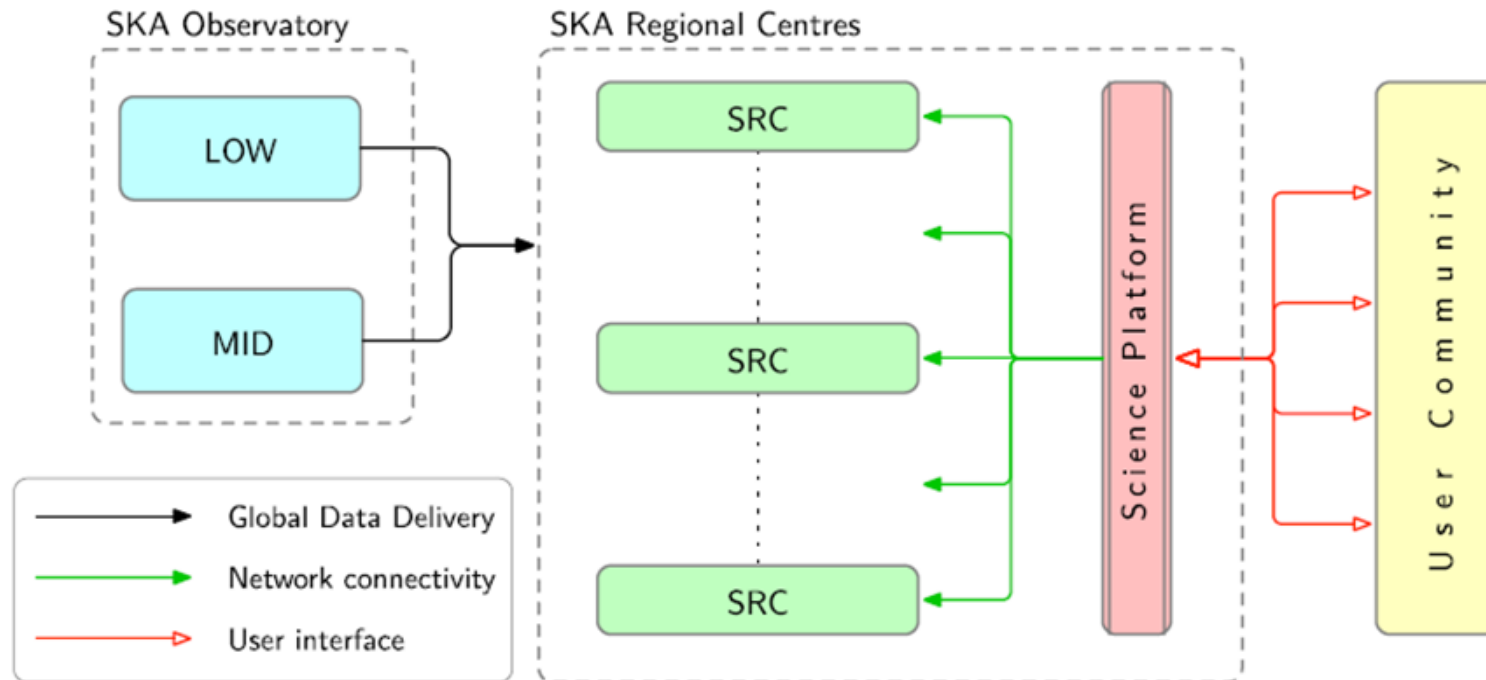 SKA Observatory
SKA Regional Centres
LOW
MID
SRC
SRC
SRC
Science Platform
User Community
Global Data Delivery
Network connectivity
User interface